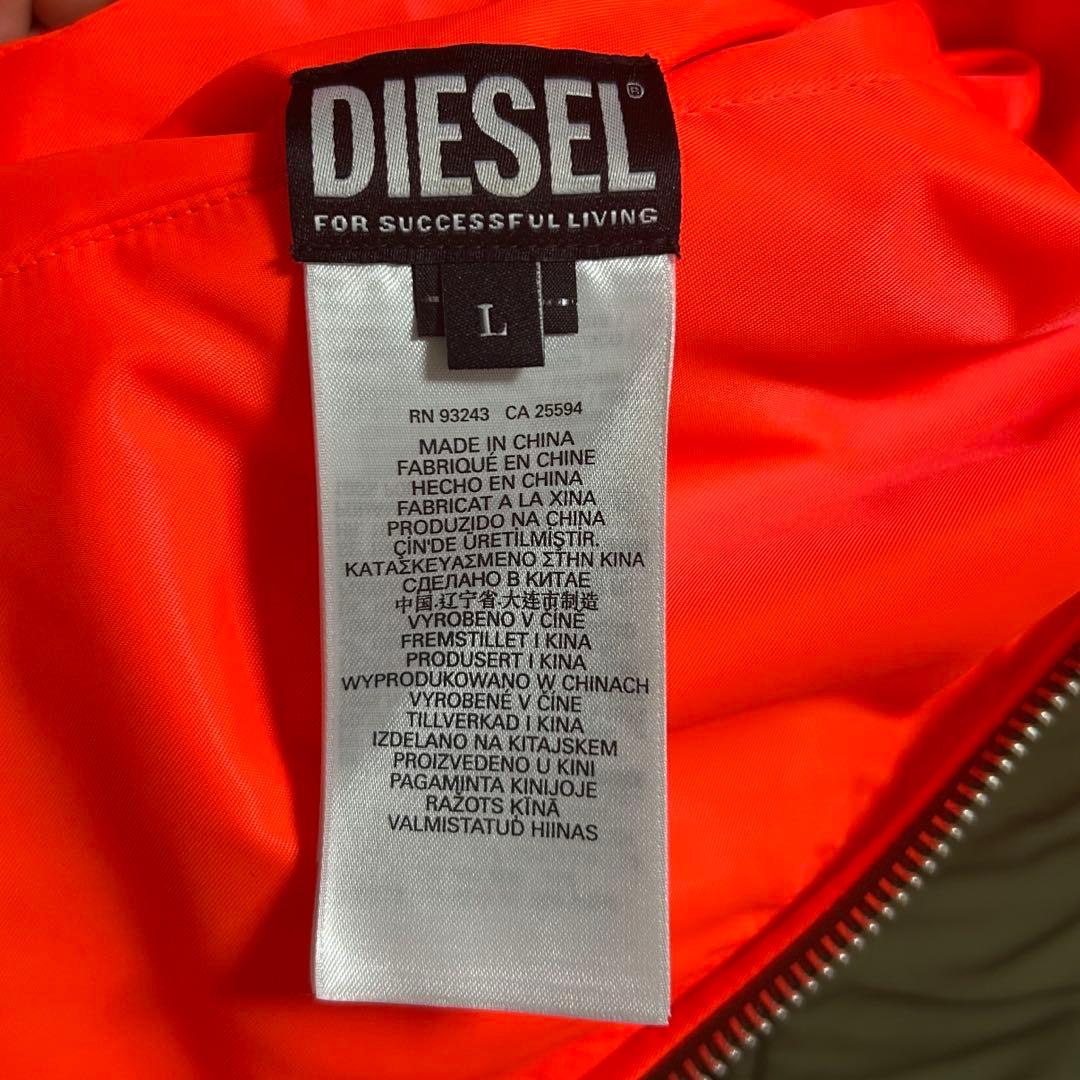 DIESEL®
FOR SUCCESSFUL LIVING
L
RN 93243 CA 25594
MADE IN CHINA
FABRIQUÉ EN CHINE
HECHO EN CHINA
FABRICAT A LA XINA
PRODUZIDO NA CHINA
ÇİN'DE ÜRETİLMİŞTİR.
ΚΑΤΑΣΚΕΥΑΣΜΕΝΟ ΣΤΗΝ ΚΙΝΑ
СДЕЛАНО В КИТАЕ
中国.辽宁省.大连市制造
VYROBENO V ČÍNĚ
FREMSTILLET I KINA
PRODUSERT I KINA
WYPRODUKOWANO W CHINACH
VYROBENÉ V ČÍNE
TILLVERKAD I KINA
IZDELANO NA KITAJSKEM
PROIZVEDENO U KINI
PAGAMINTA KINIJOJE
RAŽOTS ĶĪNĀ
VALMISTATUD HIINAS